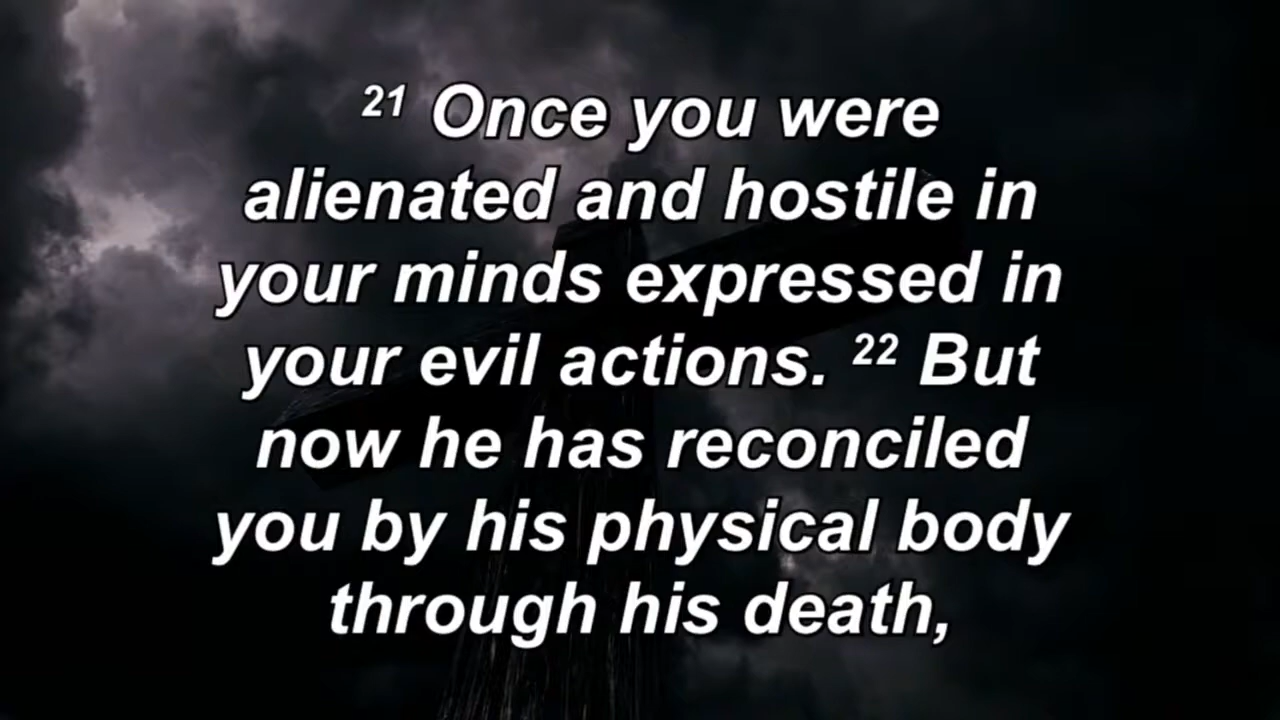 ²¹ Once you were
alienated and hostile in
your minds expressed in
your evil actions. ²² But
now he has reconciled
you by his physical body
through his death,